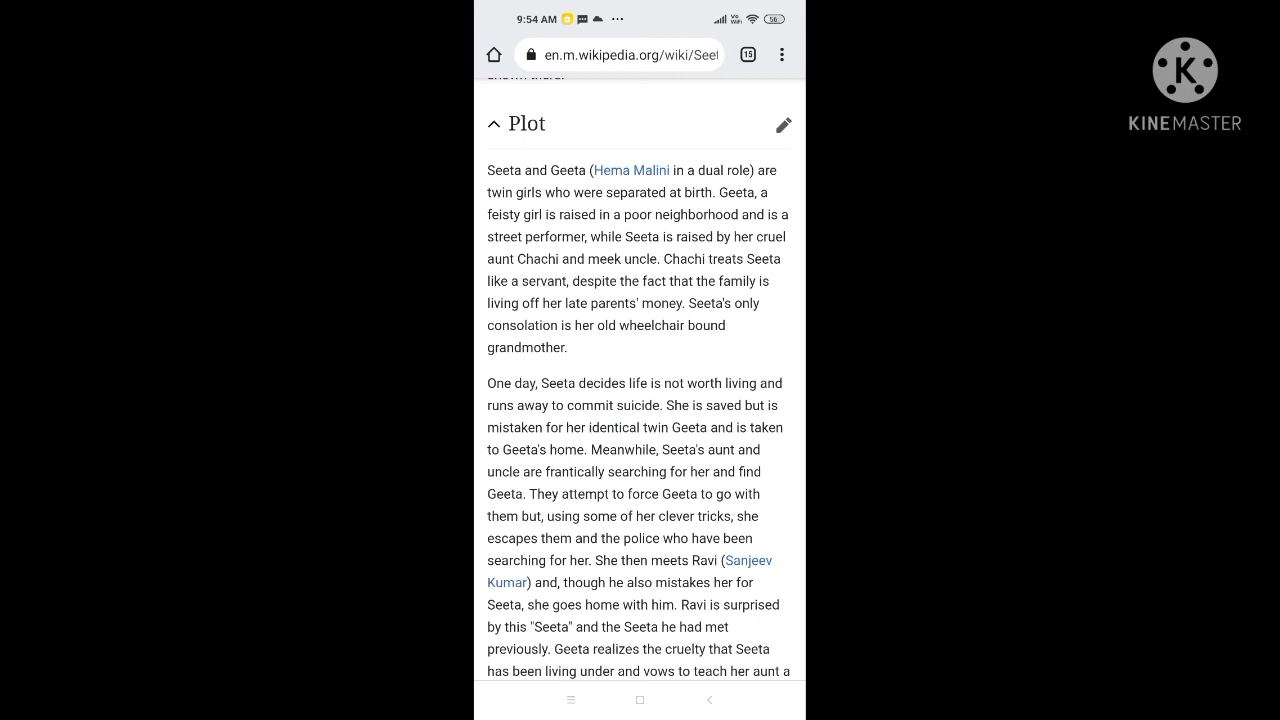 9:54 AM
Vo
WiFi
56
en.m.wikipedia.org/wiki/Seet
15
Plot
Seeta and Geeta (Hema Malini in a dual role) are
twin girls who were separated at birth. Geeta, a
feisty girl is raised in a poor neighborhood and is a
street performer, while Seeta is raised by her cruel
aunt Chachi and meek uncle. Chachi treats Seeta
like a servant, despite the fact that the family is
living off her late parents' money. Seeta's only
consolation is her old wheelchair bound
grandmother.
One day, Seeta decides life is not worth living and
runs away to commit suicide. She is saved but is
mistaken for her identical twin Geeta and is taken
to Geeta's home. Meanwhile, Seeta's aunt and
uncle are frantically searching for her and find
Geeta. They attempt to force Geeta to go with
them but, using some of her clever tricks, she
escapes them and the police who have been
searching for her. She then meets Ravi (Sanjeev
Kumar) and, though he also mistakes her for
Seeta, she goes home with him. Ravi is surprised
by this "Seeta" and the Seeta he had met
previously. Geeta realizes the cruelty that Seeta
has been living under and vows to teach her aunt a
K
KINEMASTER